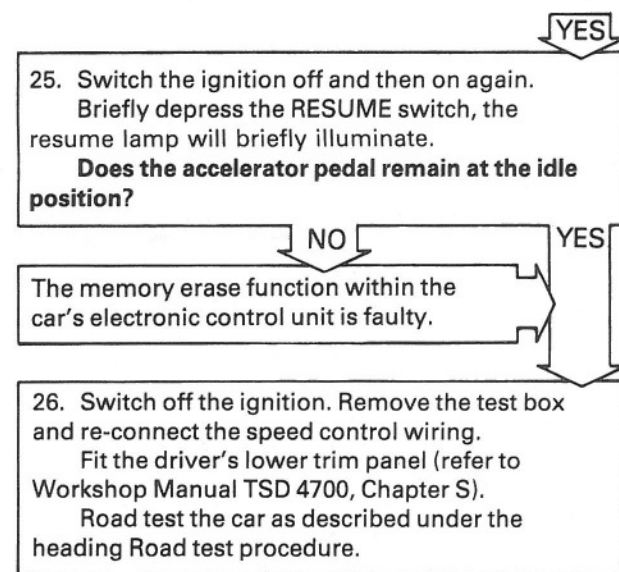 YES
25. Switch the ignition off and then on again.
Briefly depress the RESUME switch, the
resume lamp will briefly illuminate.
Does the accelerator pedal remain at the idle
position?
NO
YES
The memory erase function within the
car's electronic control unit is faulty.
26. Switch off the ignition. Remove the test box
and re-connect the speed control wiring.
Fit the driver's lower trim panel (refer to
Workshop Manual TSD 4700, Chapter S).
Road test the car as described under the
heading Road test procedure.